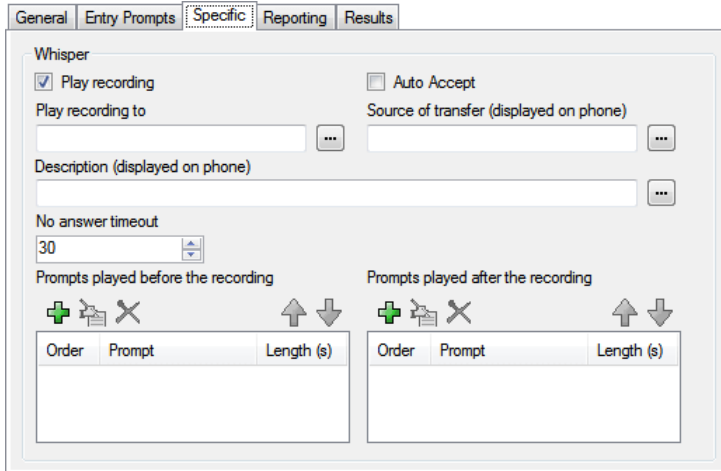 General Entry Prompts Specific Reporting Results
Whisper
Play recording Auto Accept
Play recording to Source of transfer (displayed on phone)
... ...
Description (displayed on phone)
...
No answer timeout
30
Prompts played before the recording Prompts played after the recording
Order Prompt Length (s) Order Prompt Length (s)